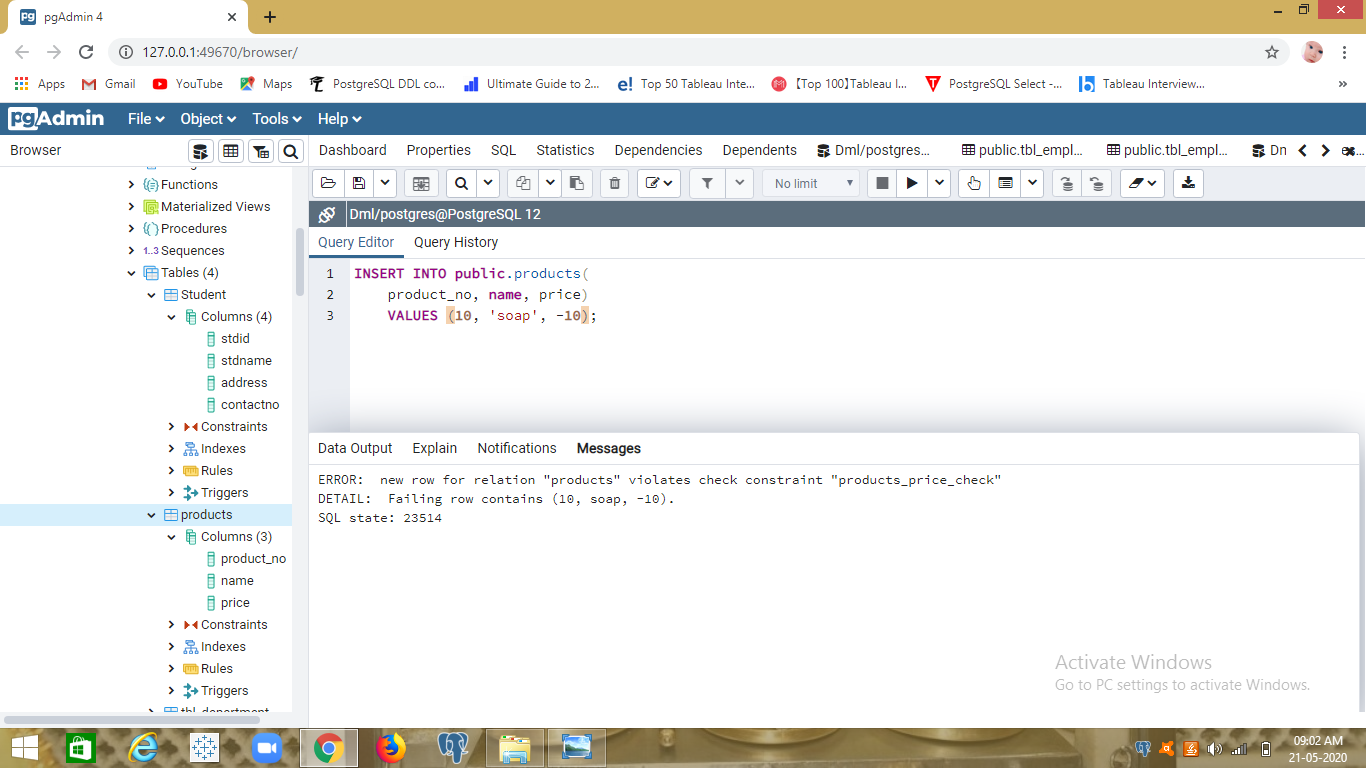 pgAdmin 4
127.0.0.1:49670/browser/
Apps Gmail YouTube Maps PostgreSQL DDL co... Ultimate Guide to 2... Top 50 Tableau Inte... 【Top 100】Tableau I... PostgreSQL Select -... Tableau Interview... »
pgAdmin File Object Tools Help
Browser
Dashboard Properties SQL Statistics Dependencies Dependents Dml/postgres... public.tbl_empl... public.tbl_empl... Dn
Functions
Materialized Views
Procedures
1..3 Sequences
Tables (4)
Student
Columns (4)
stdid
stdname
address
contactno
Constraints
Indexes
Rules
Triggers
products
Columns (3)
product_no
name
price
Constraints
Indexes
Rules
Triggers
tbl_department
No limit
Dml/postgres@PostgreSQL 12
Query Editor Query History
1 INSERT INTO public.products(
2 product_no, name, price)
3 VALUES (10, 'soap', -10);
Data Output Explain Notifications Messages
ERROR: new row for relation "products" violates check constraint "products_price_check"
DETAIL: Failing row contains (10, soap, -10).
SQL state: 23514
Activate Windows
Go to PC settings to activate Windows.
09:02 AM
21-05-2020